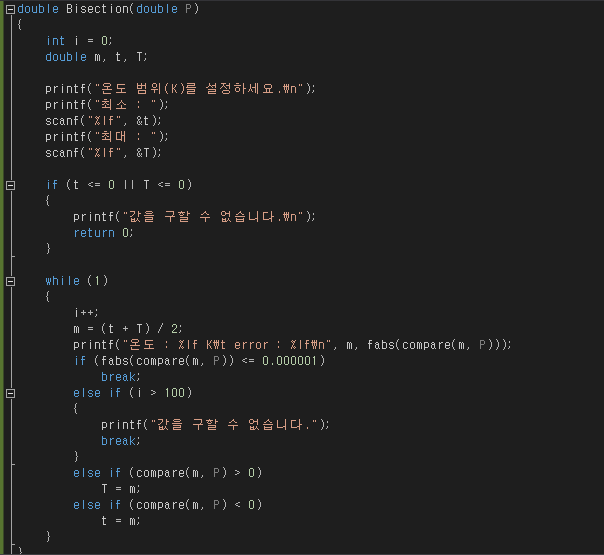 double Bisection(double P)
{
int i = 0;
double m, t, T;
printf("온도 범위(K)를 설정하세요.₩n");
printf("최소 : ");
scanf("%lf", &t);
printf("최대 : ");
scanf("%lf", &T);
if (t <= 0 || T <= 0)
{
printf("값을 구할 수 없습니다.₩n");
return 0;
}
while (1)
{
i++;
m = (t + T) / 2;
printf("온도 : %lf K₩t error : %lf₩n", m, fabs(compare(m, P)));
if (fabs(compare(m, P)) <= 0.000001)
break;
else if (i > 100)
{
printf("값을 구할 수 없습니다.");
break;
}
else if (compare(m, P) > 0)
T = m;
else if (compare(m, P) < 0)
t = m;
}
}